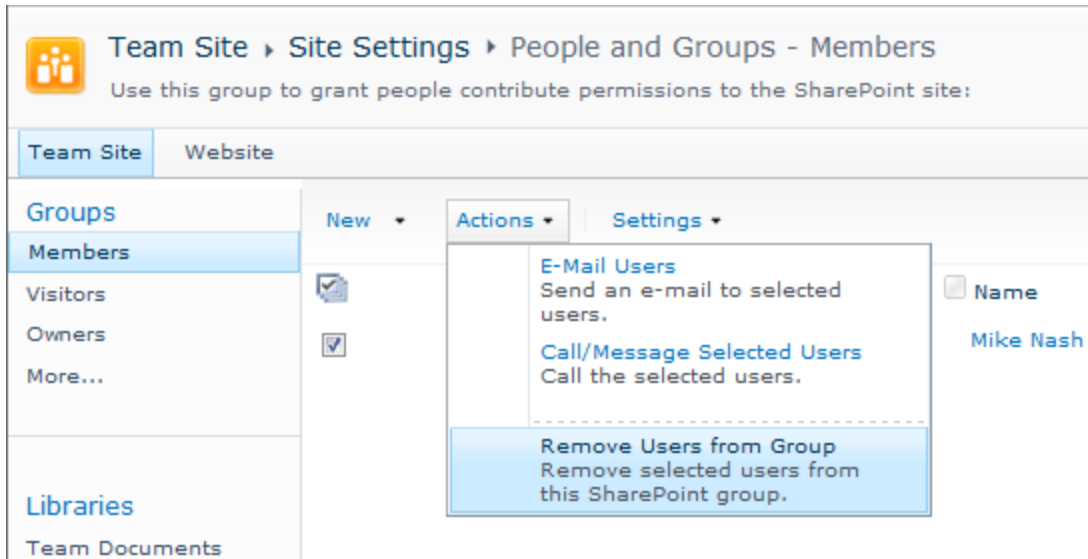 Team Site ▸ Site Settings ▸ People and Groups - Members
Use this group to grant people contribute permissions to the SharePoint site:
Team Site Website
Groups
Members
Visitors
Owners
More...
Libraries
Team Documents
New Actions Settings
E-Mail Users
Send an e-mail to selected
users.
Call/Message Selected Users
Call the selected users.
Remove Users from Group
Remove selected users from
this SharePoint group.
Name
Mike Nash